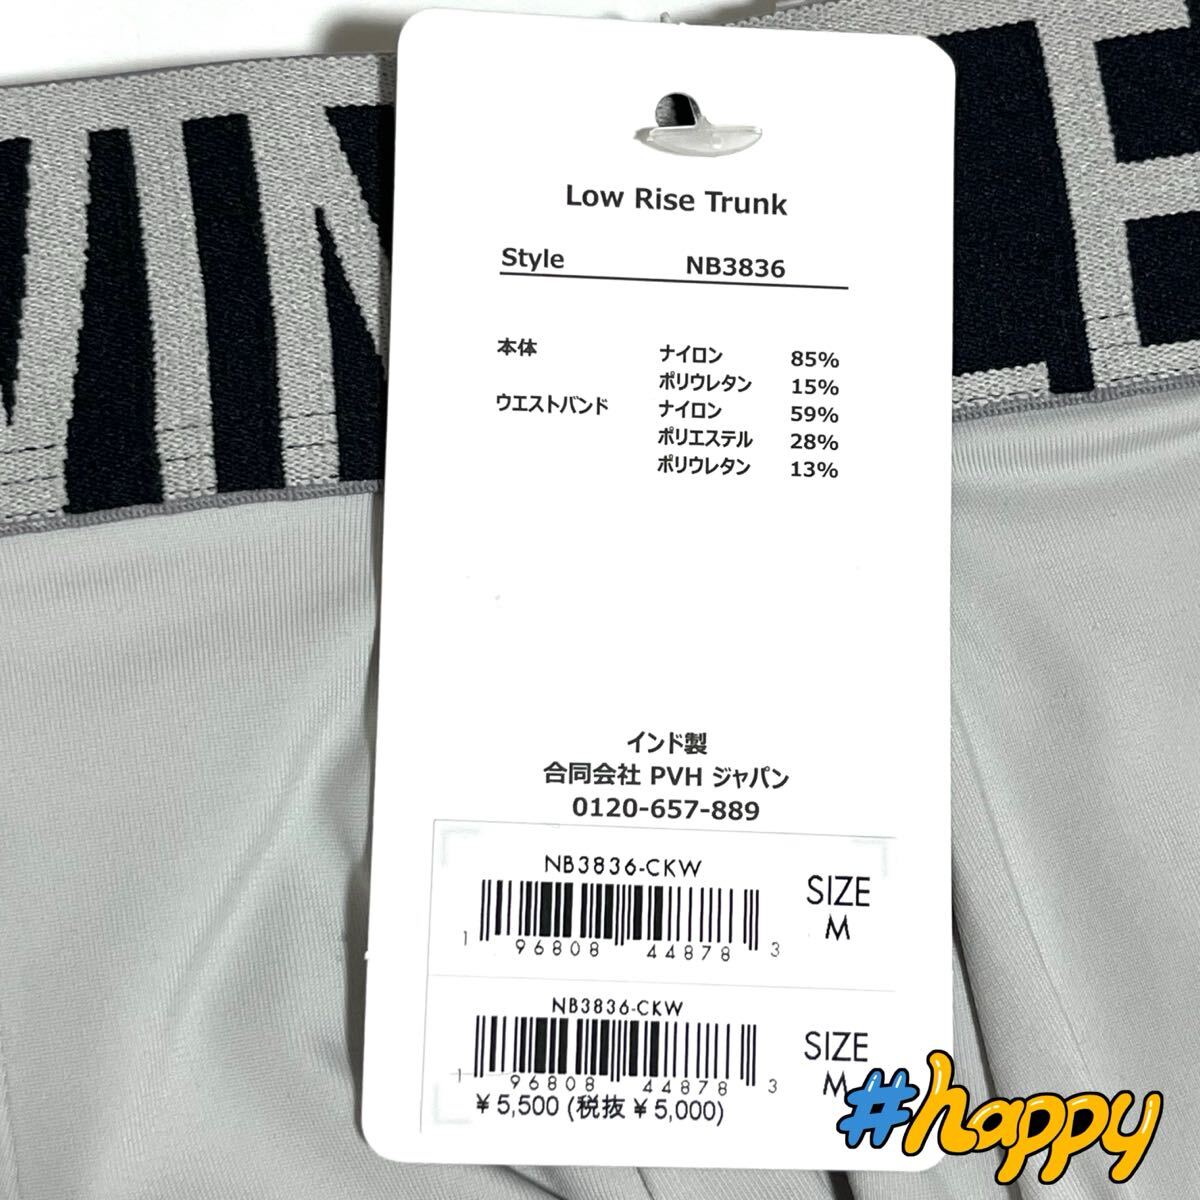 VIN
LE
Low Rise Trunk
Style NB3836
本体 ナイロン 85%
ポリウレタン 15%
ウエストバンド ナイロン 59%
ポリエステル 28%
ポリウレタン 13%
インド製
合同会社 PVH ジャパン
0120-657-889
NB3836-CKW
SIZE
M
1 96808 44878 3
NB3836-CKW
SIZE
M
1 96808 44878 3
¥5,500 (税抜 ¥5,000)
#happy